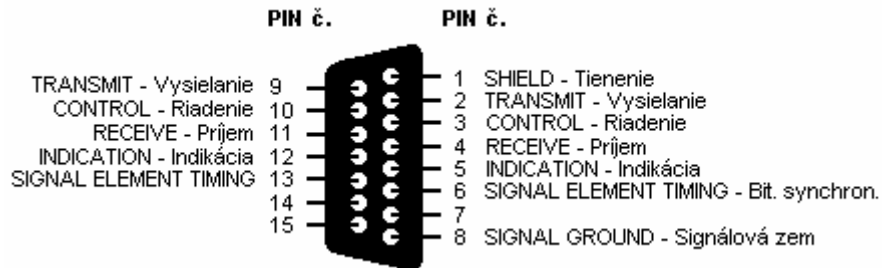 PIN č.
PIN č.
TRANSMIT - Vysielanie 9
CONTROL - Riadenie 10
RECEIVE - Príjem 11
INDICATION - Indikácia 12
SIGNAL ELEMENT TIMING 13
14
15
1 SHIELD - Tienenie
2 TRANSMIT - Vysielanie
3 CONTROL - Riadenie
4 RECEIVE - Príjem
5 INDICATION - Indikácia
6 SIGNAL ELEMENT TIMING - Bit. synchron.
7
8 SIGNAL GROUND - Signálová zem